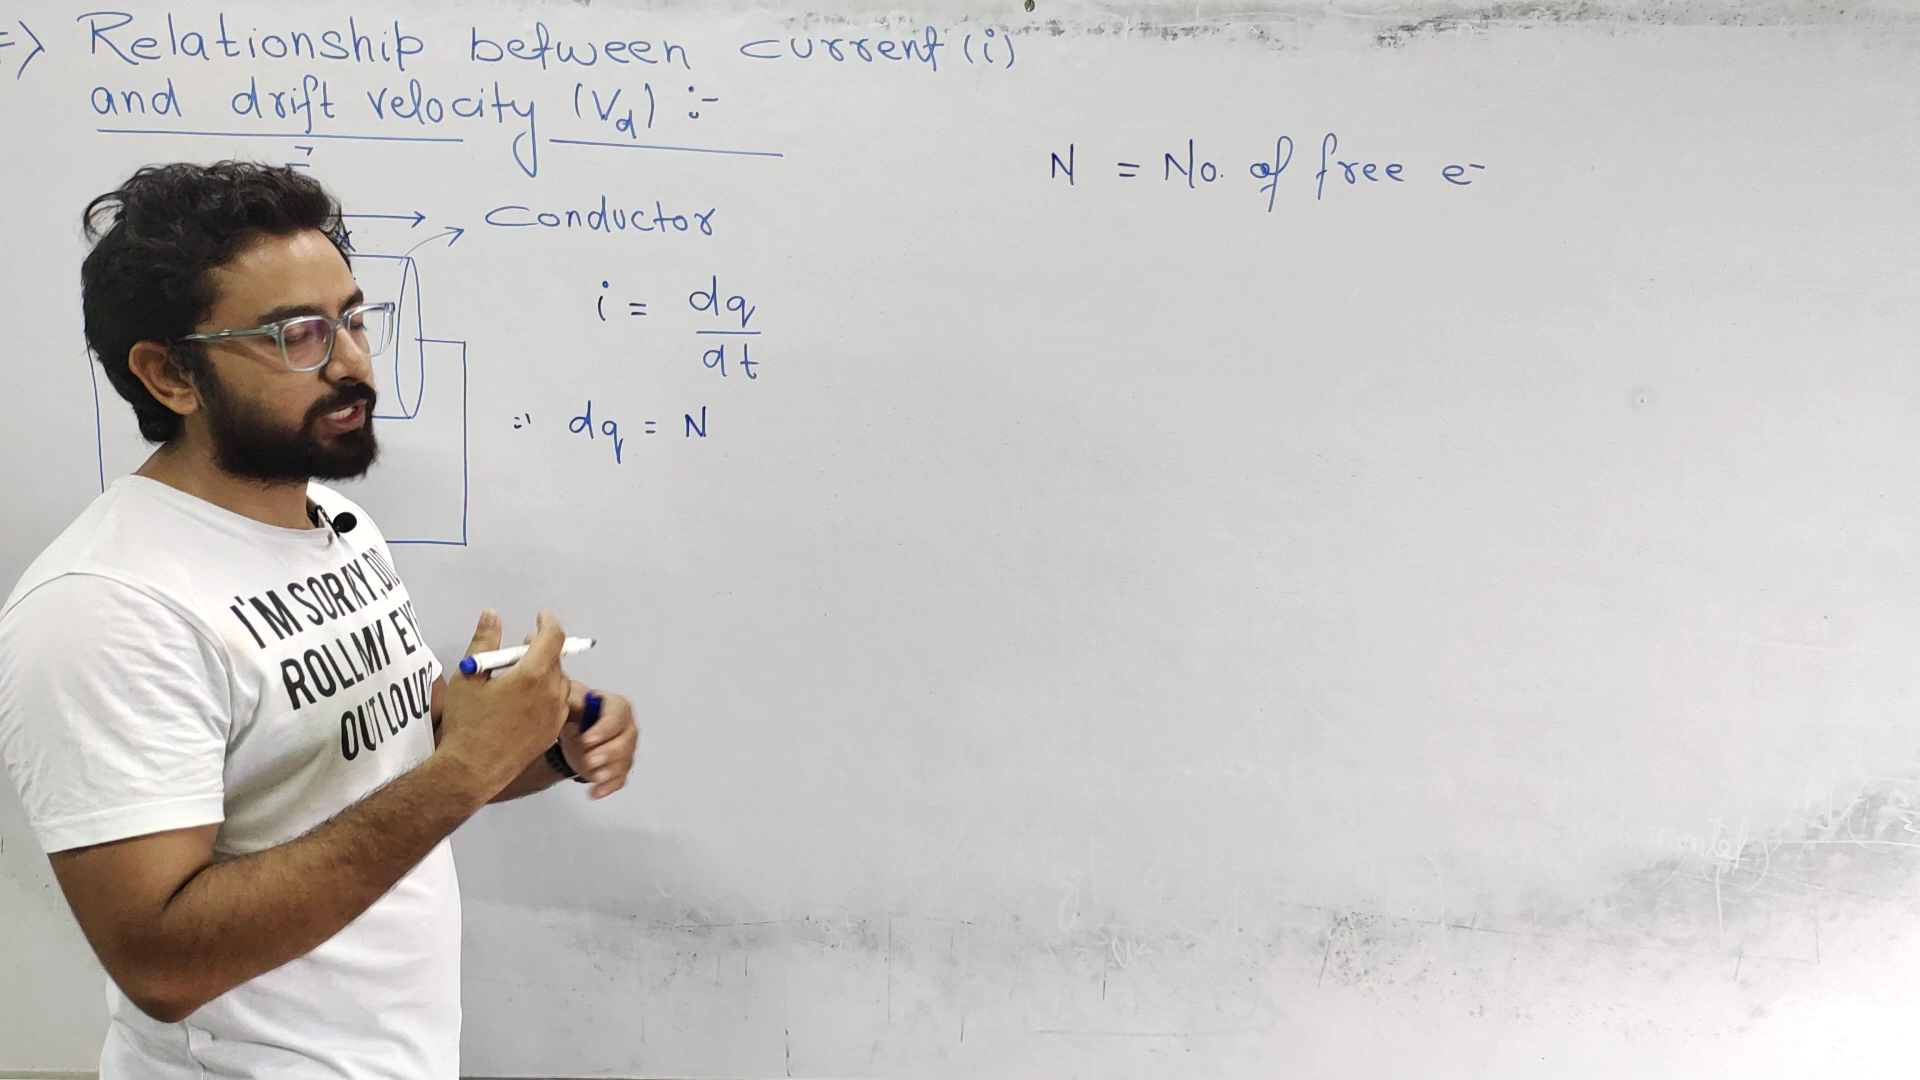 => Relationship between current (i)
and drift velocity (Vd) :-
E
Conductor
i = dq
dt
∵ dq = N
N = No. of free e-
I'M SORRY, DID
ROLL MY EYES
OUT LOUD?